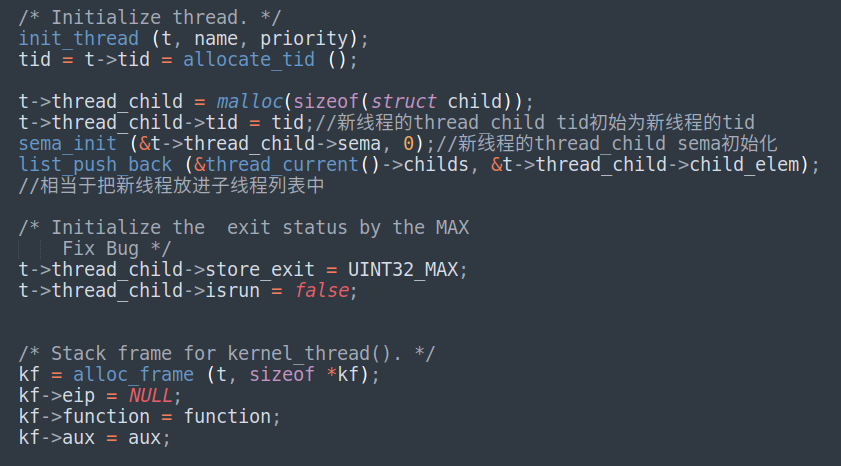 /* Initialize thread. */
init_thread (t, name, priority);
tid = t->tid = allocate_tid ();
t->thread_child = malloc(sizeof(struct child));
t->thread_child->tid = tid;//新线程的thread_child tid初始为新线程的tid
sema_init (&t->thread_child->sema, 0);//新线程的thread_child sema初始化
list_push_back (&thread_current()->childs, &t->thread_child->child_elem);
//相当于把新线程放进子线程列表中
/* Initialize the  exit status by the MAX
Fix Bug */
t->thread_child->store_exit = UINT32_MAX;
t->thread_child->isrun = false;
/* Stack frame for kernel_thread(). */
kf = alloc_frame (t, sizeof *kf);
kf->eip = NULL;
kf->function = function;
kf->aux = aux;